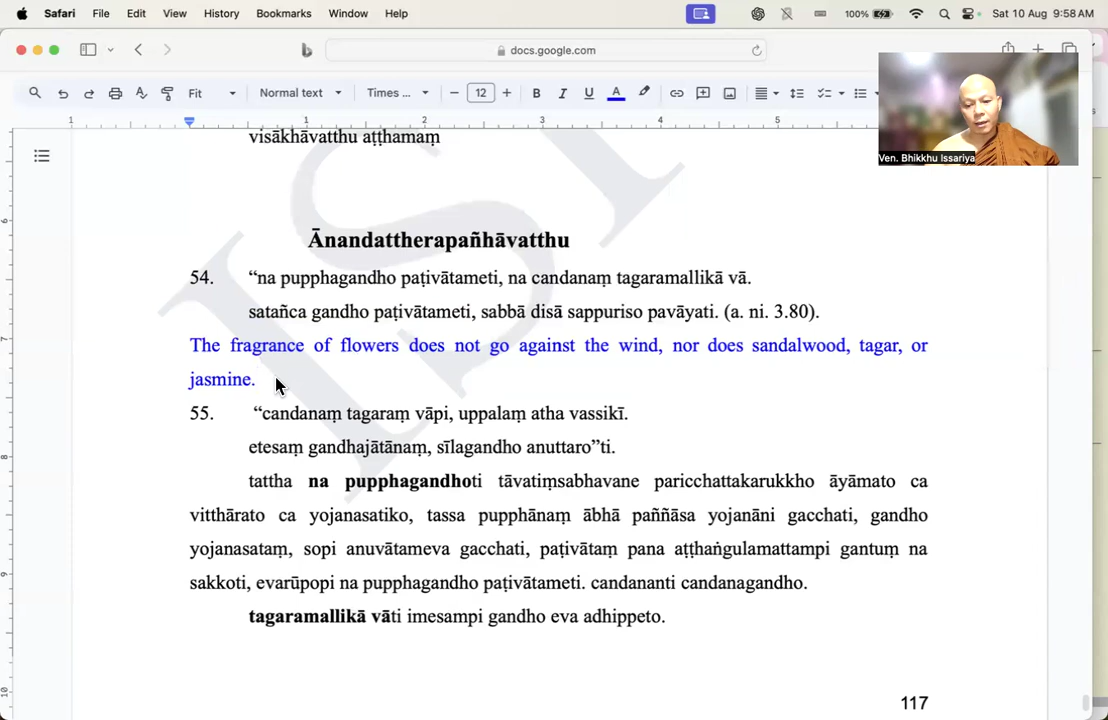 Safari File Edit View History Bookmarks Window Help 100% Sat 10 Aug 9:58 AM
docs.google.com
Fit Normal text Times ... 12 B I U A
1 1 2 3 4 5
Ven. Bhikkhu Issariya
visākhāvatthu aṭṭhamaṃ
Ānandattherapañhāvatthu
54. “na pupphagandho paṭivātameti, na candanaṃ tagaramallikā vā.
satañca gandho paṭivātameti, sabbā disā sappuriso pavāyati. (a. ni. 3.80).
The fragrance of flowers does not go against the wind, nor does sandalwood, tagar, or
jasmine.
55. “candanaṃ tagaraṃ vāpi, uppalaṃ atha vassikī.
etesaṃ gandhajātānaṃ, sīlagandho anuttaro”ti.
tattha na pupphagandhoti tāvatiṃsabhavane paricchattakarukkho āyāmato ca
vitthārato ca yojanasatiko, tassa pupphānaṃ ābhā paññāsa yojanāni gacchati, gandho
yojanasataṃ, sopi anuvātameva gacchati, paṭivātaṃ pana aṭṭhaṅgulamattampi gantuṃ na
sakkoti, evarūpopi na pupphagandho paṭivātameti. candananti candanagandho.
tagaramallikā vāti imesampi gandho eva adhippeto.
117